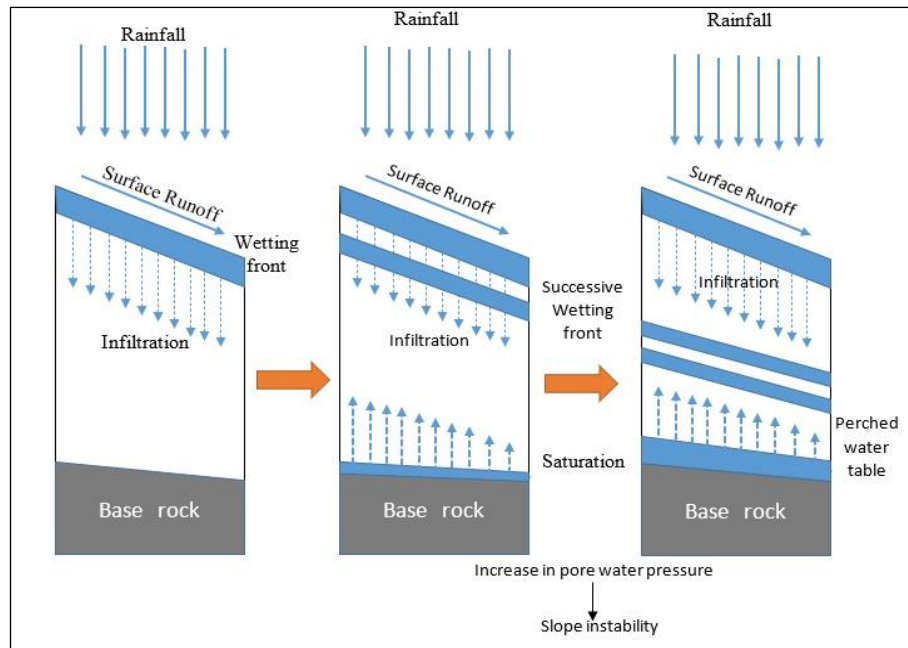 Rainfall
Surface Runoff
Wetting
front
Infiltration
Base rock
Rainfall
Surface Runoff
Infiltration
Successive
Wetting
front
Saturation
Base rock
Rainfall
Surface Runoff
Infiltration
Perched
water
table
Base rock
Increase in pore water pressure
Slope instability